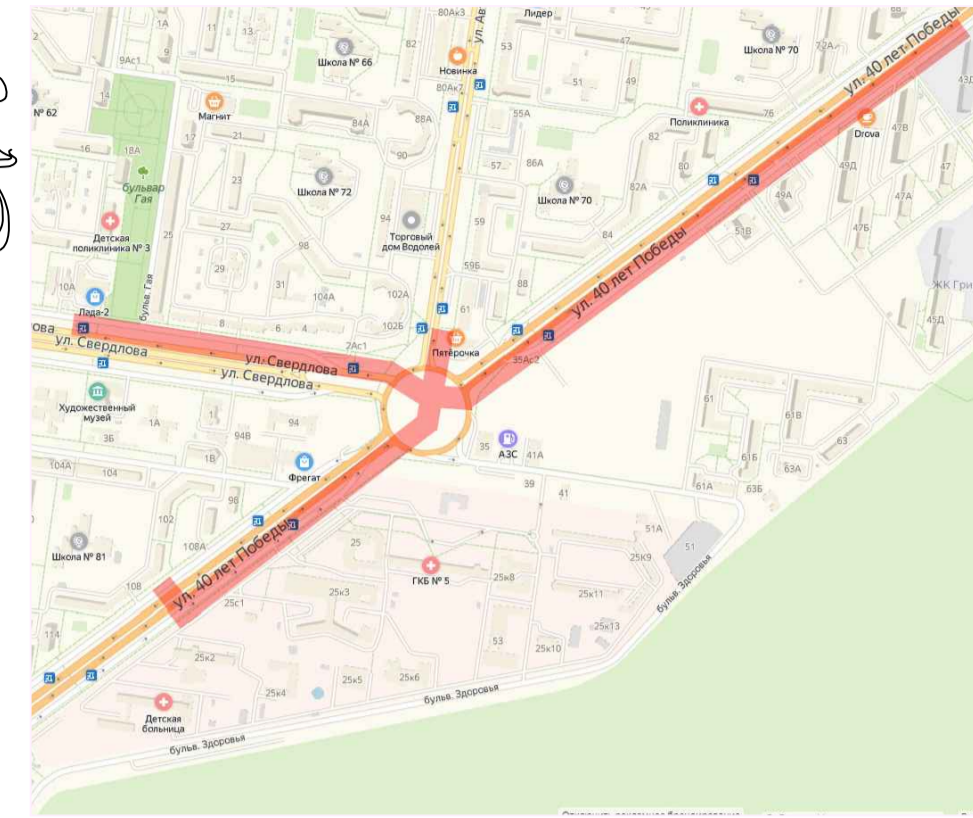 80Ак3
Лидер
ул. Ав
1А
11
13
82
53
47
Школа № 70
72А
ул. 40 лет Победы
Школа № 66
Новинка
9
9Ас1
15
80Ак7
51
49
43Д
14
№ 62
Магнит
84А
88А
55А
Поликлиника
76
Drova
47В
17
21
82
16
18А
90
57
86А
80
49Д
47А
бульвар
Гая
23
Школа № 72
Школа № 70
82А
49А
47
Детская
поликлиника № 3
25
27
94
Торговый
дом Водолей
59
84
51В
47Б
98
29
59Б
ул. 40 лет Победы
10А
Лада-2
бульв. Гая
31
104А
102А
88
ЖК Гри
61
45Д
ова
ул. Свердлова
8
6
4
102Б
2Ас1
Пятёрочка
35Ас2
ул. Свердлова
ул. Свердлова
Художественный
музей
1А
94
61
61В
3Б
94В
35
АЗС
41А
63
104А
104
1В
Фрегат
61Б
63А
39
41
61А
63Б
98
102
Школа № 81
108А
ул. 40 лет Победы
25
ГКБ № 5
51А
51
25к9
108
25с1
25к3
25к8
25к11
бульв. Здоровья
114
53
25к13
25к10
25к2
25к4
25к5
25к6
бульв. Здоровья
Детская
больница
бульв. Здоровья